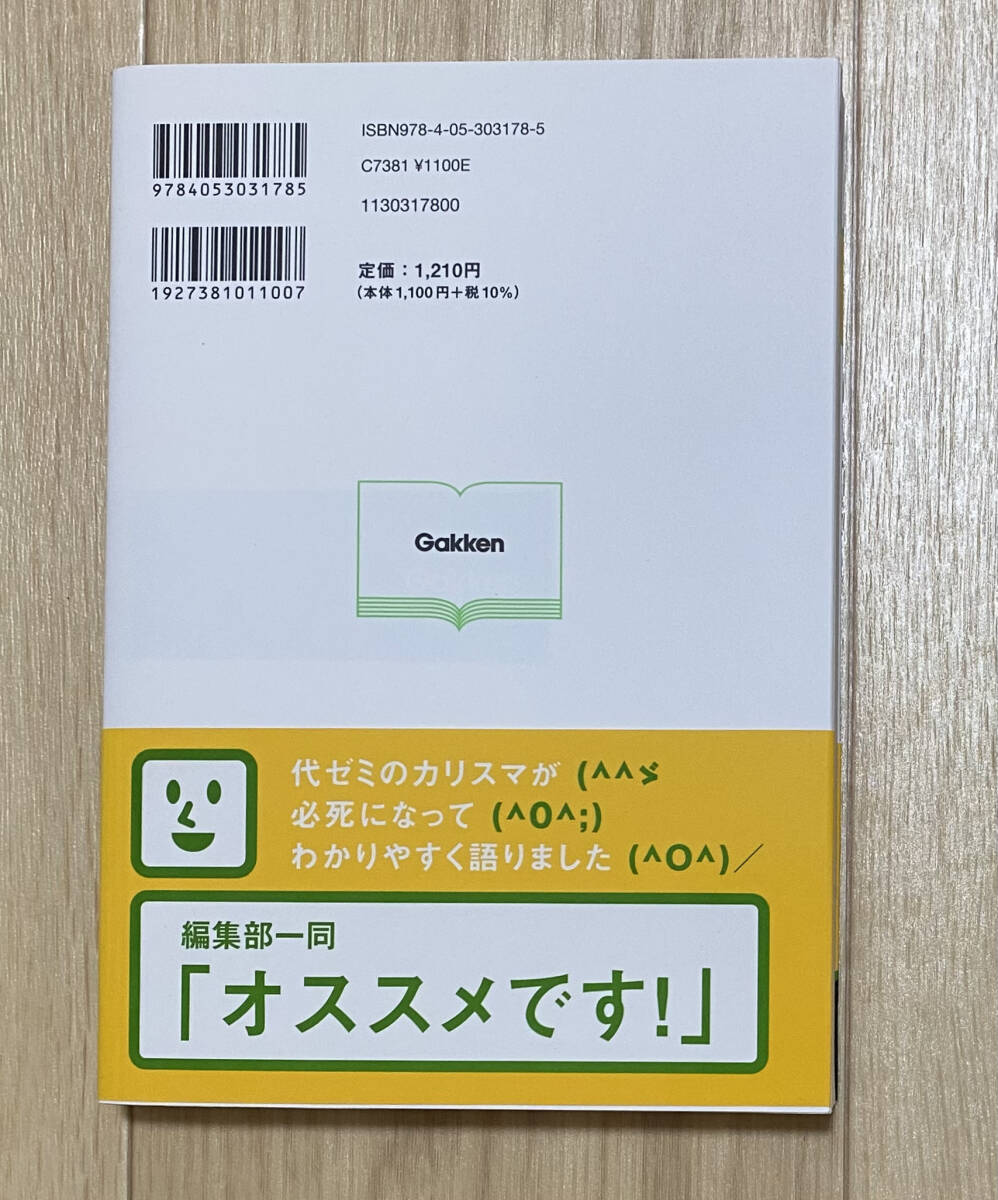 ISBN978-4-05-303178-5
9784053031785
C7381 ¥1100E
1130317800
1927381011007
定価：1,210円
（本体1,100円＋税10%）
Gakken
代ゼミのカリスマが (^^ゞ
必死になって (^O^;)
わかりやすく語りました (^O^)／
編集部一同
「オススメです!」